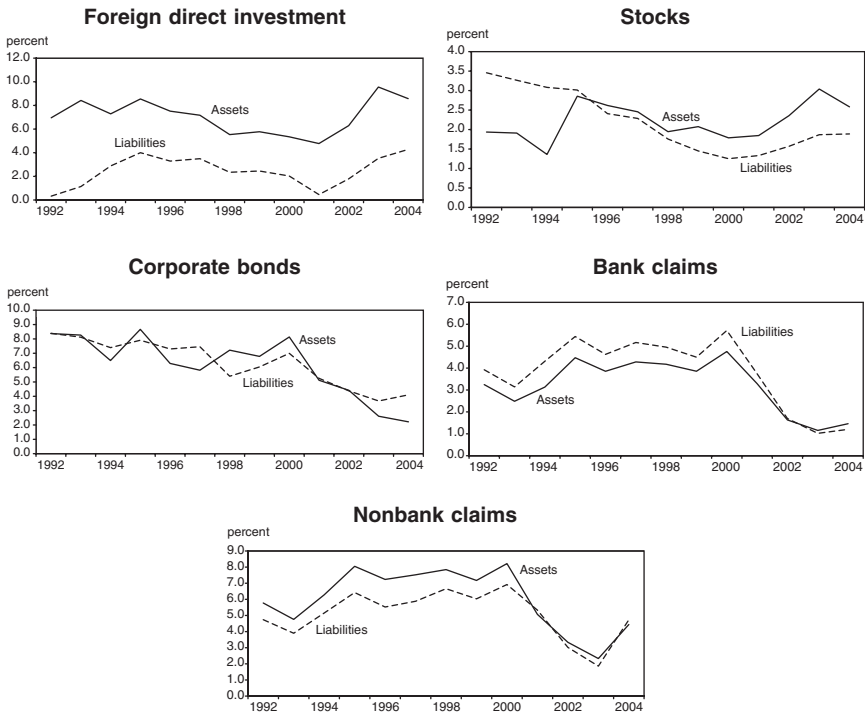 Foreign direct investment
percent
12.0
10.0
8.0
6.0
4.0
2.0
0.0
Assets
Liabilities
1992 1994 1996 1998 2000 2002 2004
Stocks
percent
4.0
3.5
3.0
2.5
2.0
1.5
1.0
0.5
0.0
Assets
Liabilities
1992 1994 1996 1998 2000 2002 2004
Corporate bonds
percent
10.0
9.0
8.0
7.0
6.0
5.0
4.0
3.0
2.0
1.0
0.0
Assets
Liabilities
1992 1994 1996 1998 2000 2002 2004
Bank claims
percent
7.0
6.0
5.0
4.0
3.0
2.0
1.0
0.0
Liabilities
Assets
1992 1994 1996 1998 2000 2002 2004
Nonbank claims
percent
9.0
8.0
7.0
6.0
5.0
4.0
3.0
2.0
1.0
0.0
Assets
Liabilities
1992 1994 1996 1998 2000 2002 2004